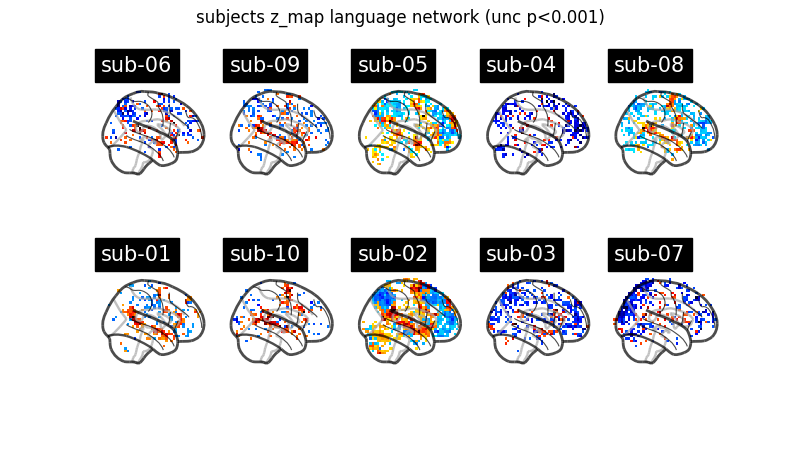 subjects z_map language network (unc p<0.001)
sub-06 sub-09 sub-05 sub-04 sub-08
sub-01 sub-10 sub-02 sub-03 sub-07